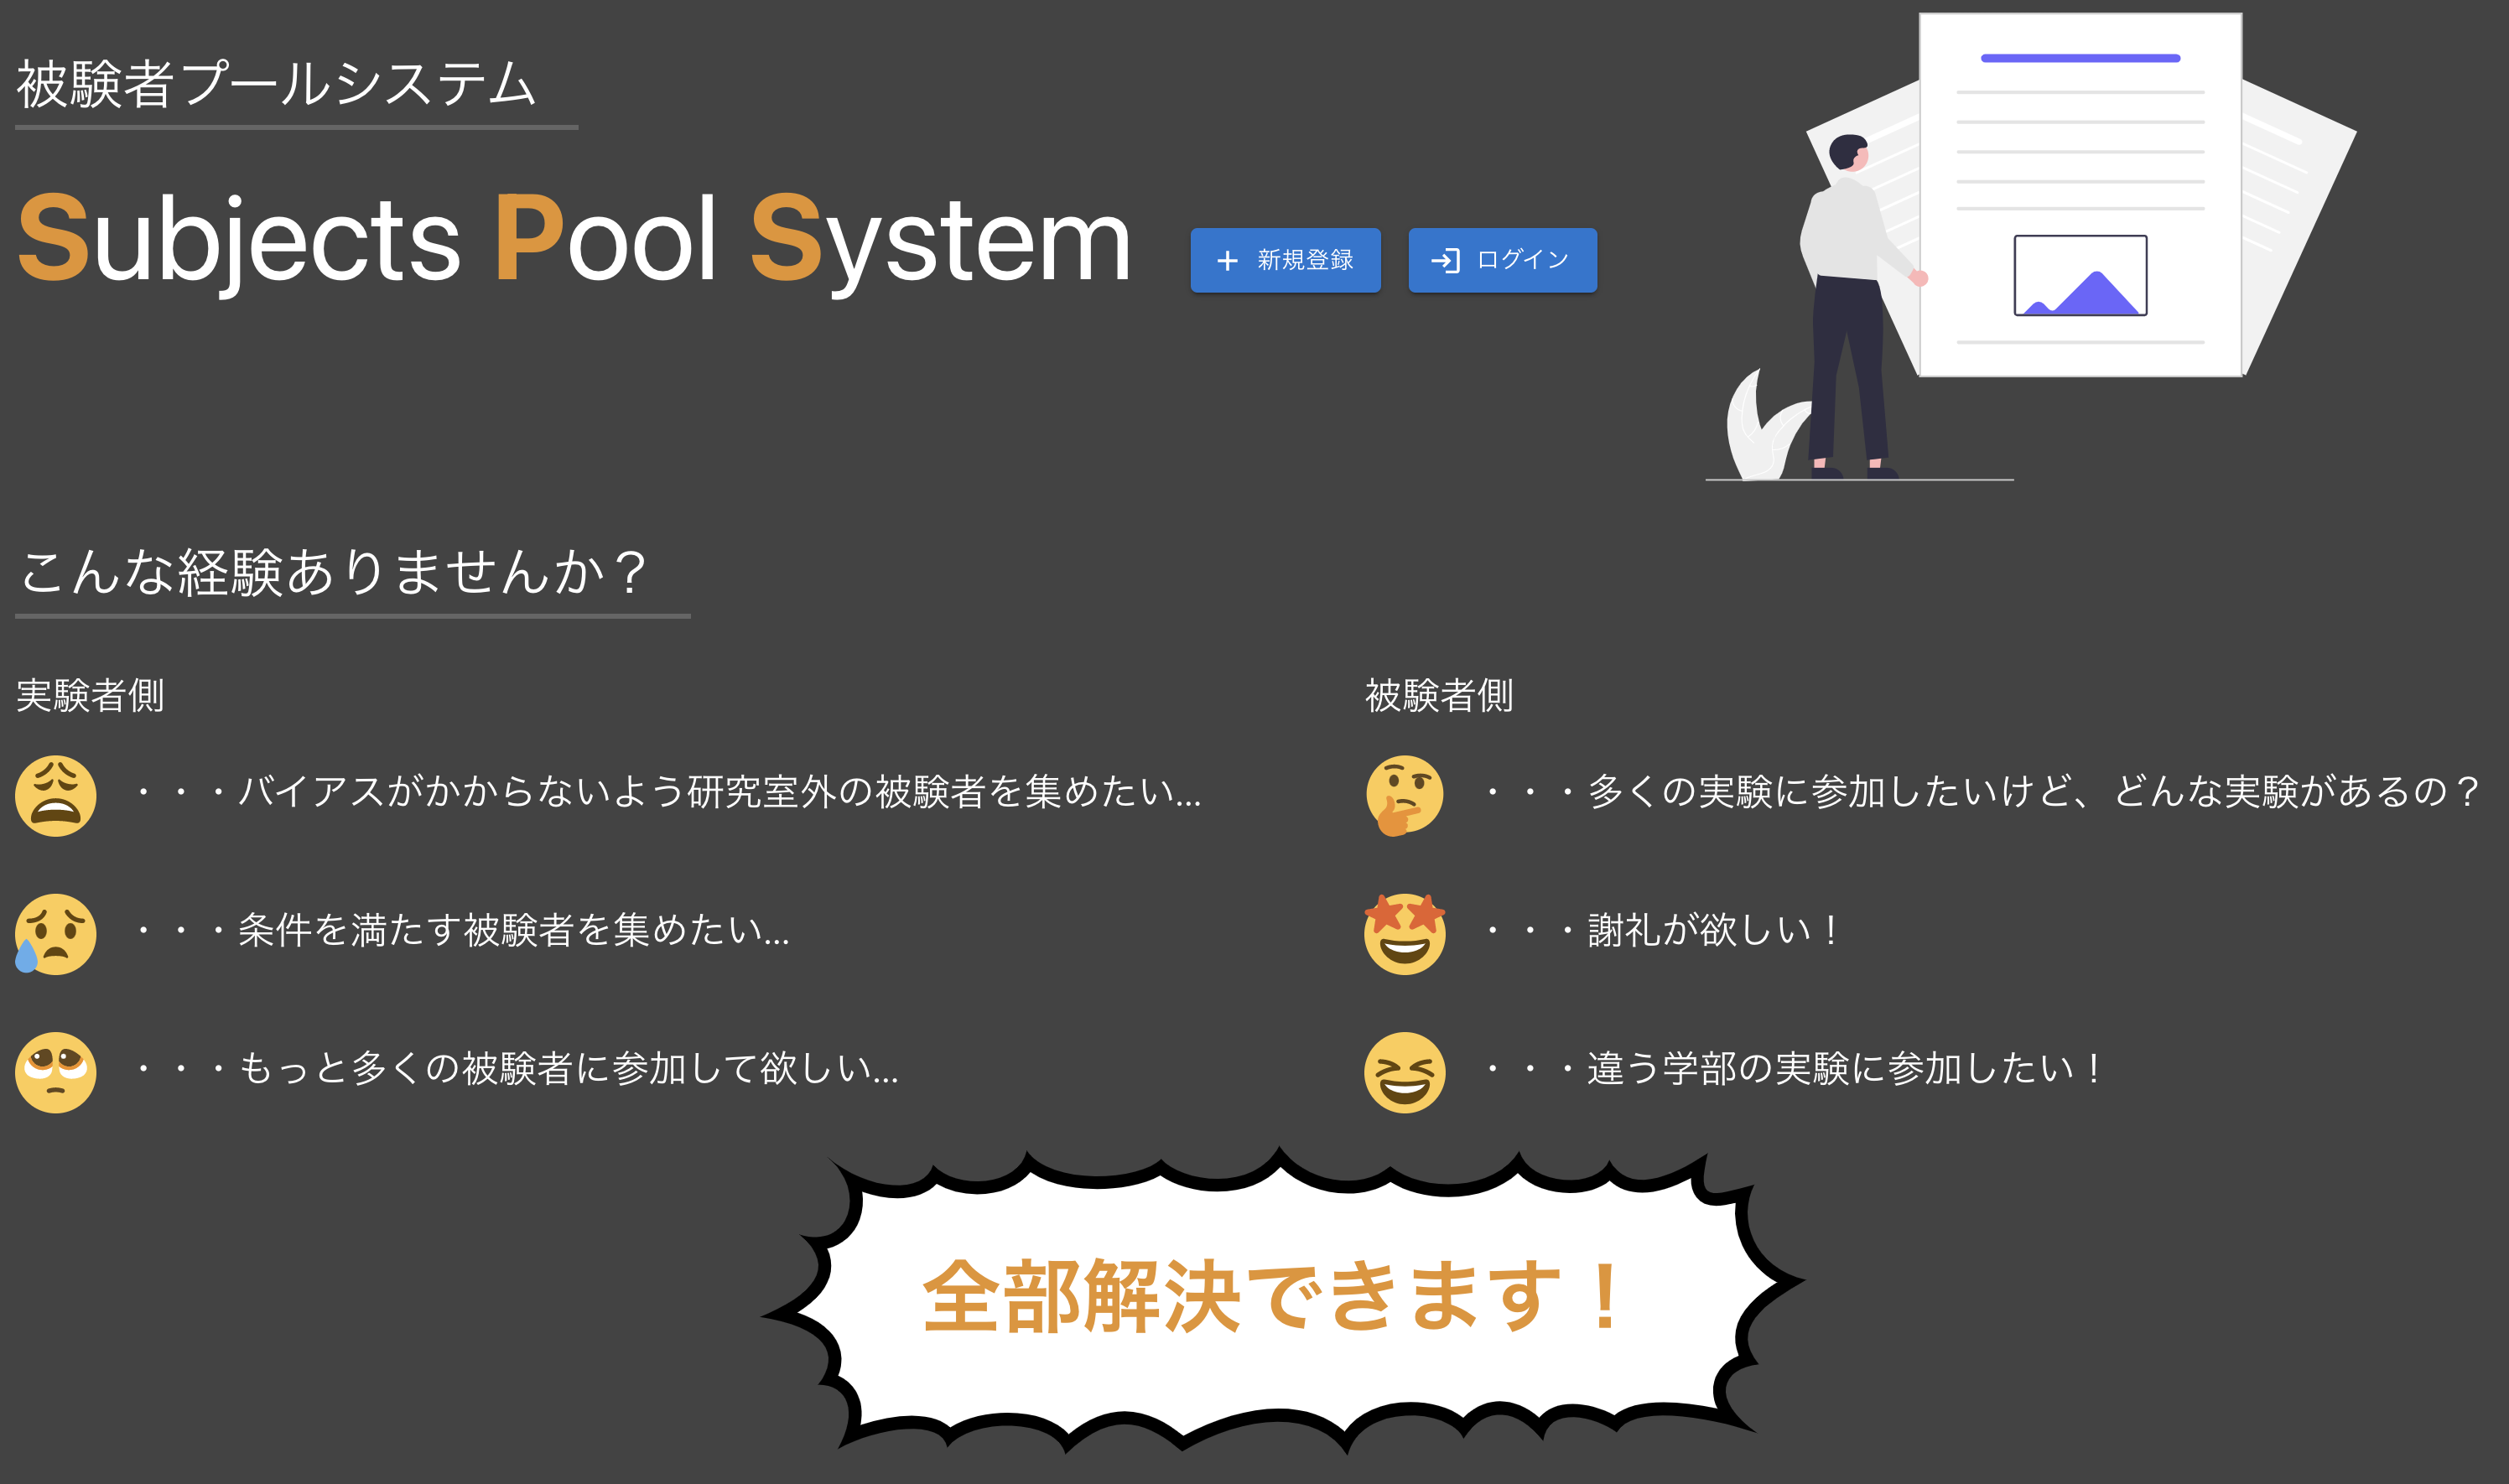 被験者プールシステム
Subjects Pool System
新規登録
ログイン
こんな経験ありませんか？
実験者側
・・・バイアスがかからないよう研究室外の被験者を集めたい...
・・・条件を満たす被験者を集めたい...
・・・もっと多くの被験者に参加して欲しい...
被験者側
・・・多くの実験に参加したいけど、どんな実験があるの？
・・・謝礼が欲しい！
・・・違う学部の実験に参加したい！
全部解決できます！